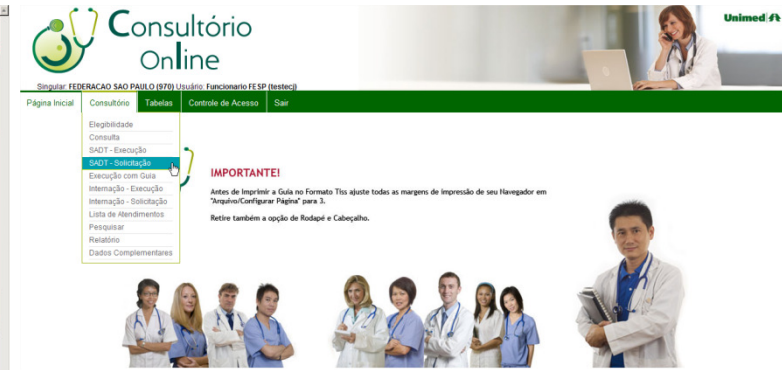 Consultório
Online
Unimed
Singular: FEDERACAO SAO PAULO (970) Usuário: Funcionario FESP (testecj)
Página Inicial Consultório Tabelas Controle de Acesso Sair
Elegibilidade
Consulta
SADT - Execução
SADT - Solicitação
Execução com Guia
Internação - Execução
Internação - Solicitação
Lista de Atendimentos
Pesquisar
Relatório
Dados Complementares
IMPORTANTE!
Antes de Imprimir a Guia no Formato Tiss ajuste todas as margens de impressão de seu Navegador em
"Arquivo/Configurar Página" para 3.
Retire também a opção de Rodapé e Cabeçalho.